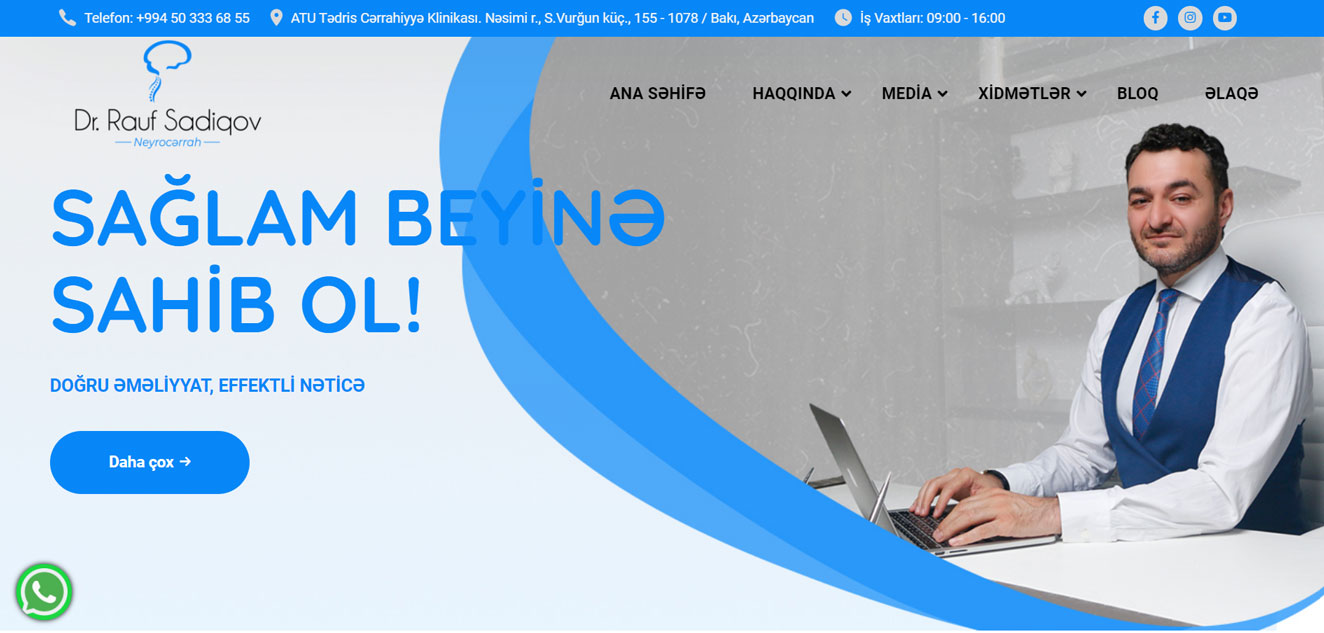 Telefon: +994 50 333 68 55
ATU Tədris Cərrahiyyə Klinikası. Nəsimi r., S.Vurğun küç., 155 - 1078 / Bakı, Azərbaycan
İş Vaxtları: 09:00 - 16:00
Dr. Rauf Sadiqov
Neyrocərrah
ANA SƏHİFƏ HAQQINDA MEDİA XİDMƏTLƏR BLOQ ƏLAQƏ
SAĞLAM BEYİNƏ
SAHİB OL!
DOĞRU ƏMƏLİYYAT, EFFEKTLİ NƏTİCƏ
Daha çox →